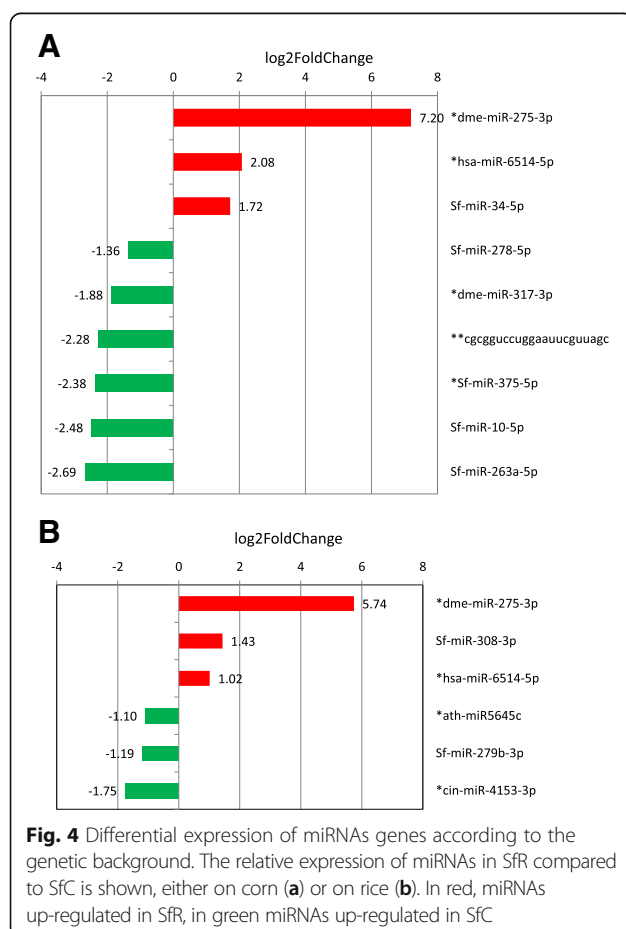 A
log2FoldChange
-4 -2 0 2 4 6 8
7.20 *dme-miR-275-3p
2.08 *hsa-miR-6514-5p
1.72 Sf-miR-34-5p
-1.36 Sf-miR-278-5p
-1.88 *dme-miR-317-3p
-2.28 **cgcgguccuggaauucguuagc
-2.38 *Sf-miR-375-5p
-2.48 Sf-miR-10-5p
-2.69 Sf-miR-263a-5p
B
log2FoldChange
-4 -2 0 2 4 6 8
5.74 *dme-miR-275-3p
1.43 Sf-miR-308-3p
1.02 *hsa-miR-6514-5p
-1.10 *ath-miR5645c
-1.19 Sf-miR-279b-3p
-1.75 *cin-miR-4153-3p
Fig. 4 Differential expression of miRNAs genes according to the
genetic background. The relative expression of miRNAs in SfR compared
to SfC is shown, either on corn (a) or on rice (b). In red, miRNAs
up-regulated in SfR, in green miRNAs up-regulated in SfC